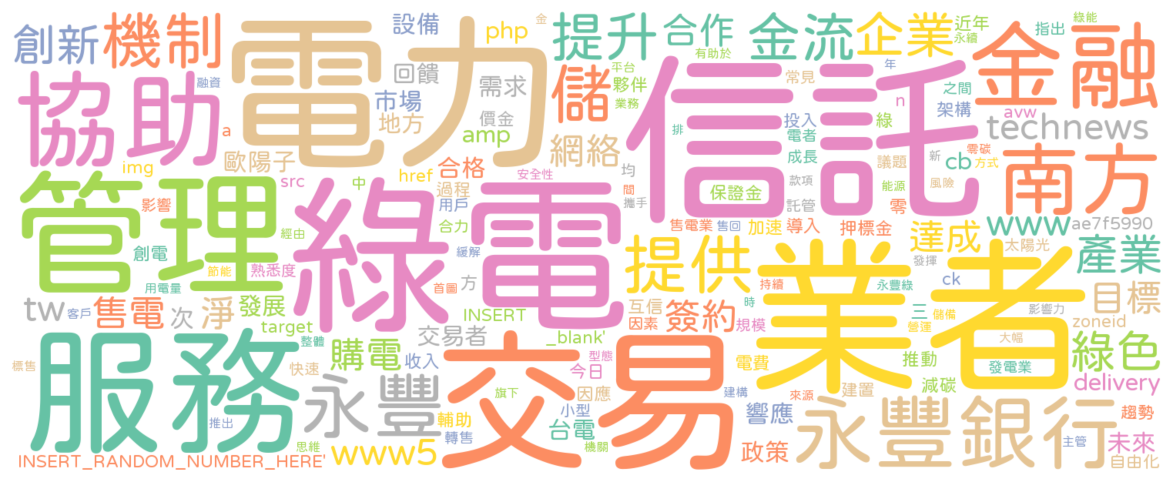 創新
機制
電力
設備
php
提升
合作
金流
企業
近年
永續
綠能
指出
金
有助於
融資
協助
回饋
市場
地方
需求
價金
amp
a
儲
平台
夥伴
業務
信託
常見
年
n
投入
電者
成長
排
綠
架構
之間
金融
avw
technews
歐陽子
img
影響
src
中
href
合格
過程
用戶
網絡
安全性
均
間
攜手
款項
保證金
託管
議題
新
cb
零碳
方式
能源
風險
零
南方
www
ae7f5990
管理
創電
經由
節能
用電量
熟悉度
綠電
合力
緩解
方
首圖
售電業
售回
加速
導入
押標金
達成
太陽光
發揮
產業
提供
業者
持續
永豐綠
ck
tw
客戶
售電
次
淨
發展
target
整體
INSERT
交易者
_blank'
互信
因素
簽約
規模
時
三
儲備
營運
影響力
目標
zoneid
服務
標售
推出
快速
購電
收入
永豐
交易
今日
型態
因應
電費
建構
來源
建置
推動
減碳
大幅
發電業
綠色
delivery
思維
旗下
輔助
轉售
小型
台電
機關
響應
政策
永豐銀行
主管
趨勢
未來
自由化
INSERT_RANDOM_NUMBER_HERE'
www5